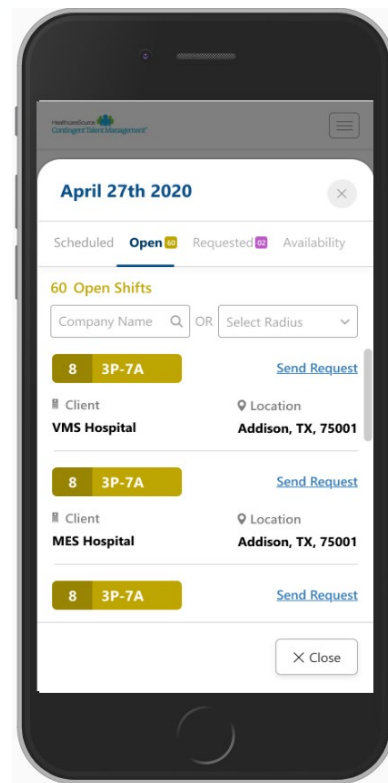 HealthcareSource
Contingent Talent Management
April 27th 2020
Scheduled Open 60 Requested 02 Availability
60 Open Shifts
Company Name OR Select Radius
8 3P-7A Send Request
Client Location
VMS Hospital Addison, TX, 75001
8 3P-7A Send Request
Client Location
MES Hospital Addison, TX, 75001
8 3P-7A Send Request
Close